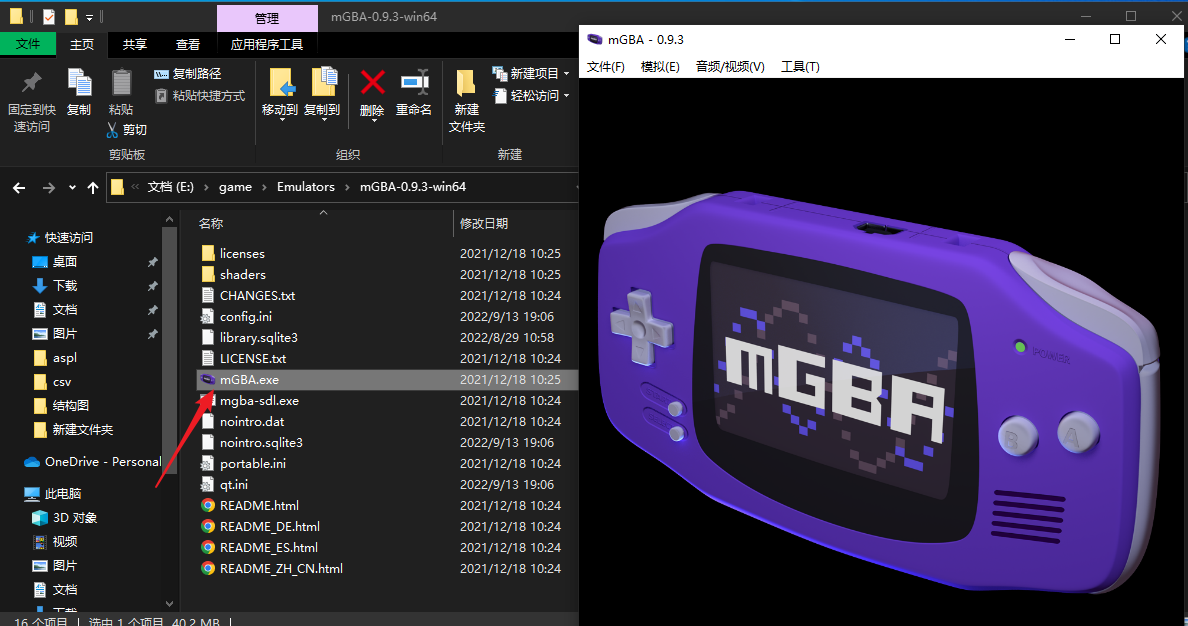 管理
mGBA-0.9.3-win64
文件
主页
共享
查看
应用程序工具
固定到快
速访问
复制
粘贴
复制路径
粘贴快捷方式
剪切
剪贴板
移动到
复制到
删除
重命名
组织
新建
文件夹
新建项目
轻松访问
新建
文档 (E:) › game › Emulators › mGBA-0.9.3-win64
快速访问
桌面
下载
文档
图片
aspl
csv
结构图
新建文件夹
OneDrive - Personal
此电脑
3D 对象
视频
图片
文档
下载
名称 修改日期
licenses 2021/12/18 10:25
shaders 2021/12/18 10:25
CHANGES.txt 2021/12/18 10:24
config.ini 2022/9/13 19:06
library.sqlite3 2022/8/29 10:58
LICENSE.txt 2021/12/18 10:24
mGBA.exe 2021/12/18 10:25
mgba-sdl.exe 2021/12/18 10:24
nointro.dat 2021/12/18 10:24
nointro.sqlite3 2022/9/13 19:06
portable.ini 2021/12/18 10:24
qt.ini 2022/9/13 19:06
README.html 2021/12/18 10:24
README_DE.html 2021/12/18 10:24
README_ES.html 2021/12/18 10:24
README_ZH_CN.html 2021/12/18 10:24
16 个项目 选中 1 个项目 40.2 MB
mGBA - 0.9.3
文件(F) 模拟(E) 音频/视频(V) 工具(T)
mGBA
POWER
B
A